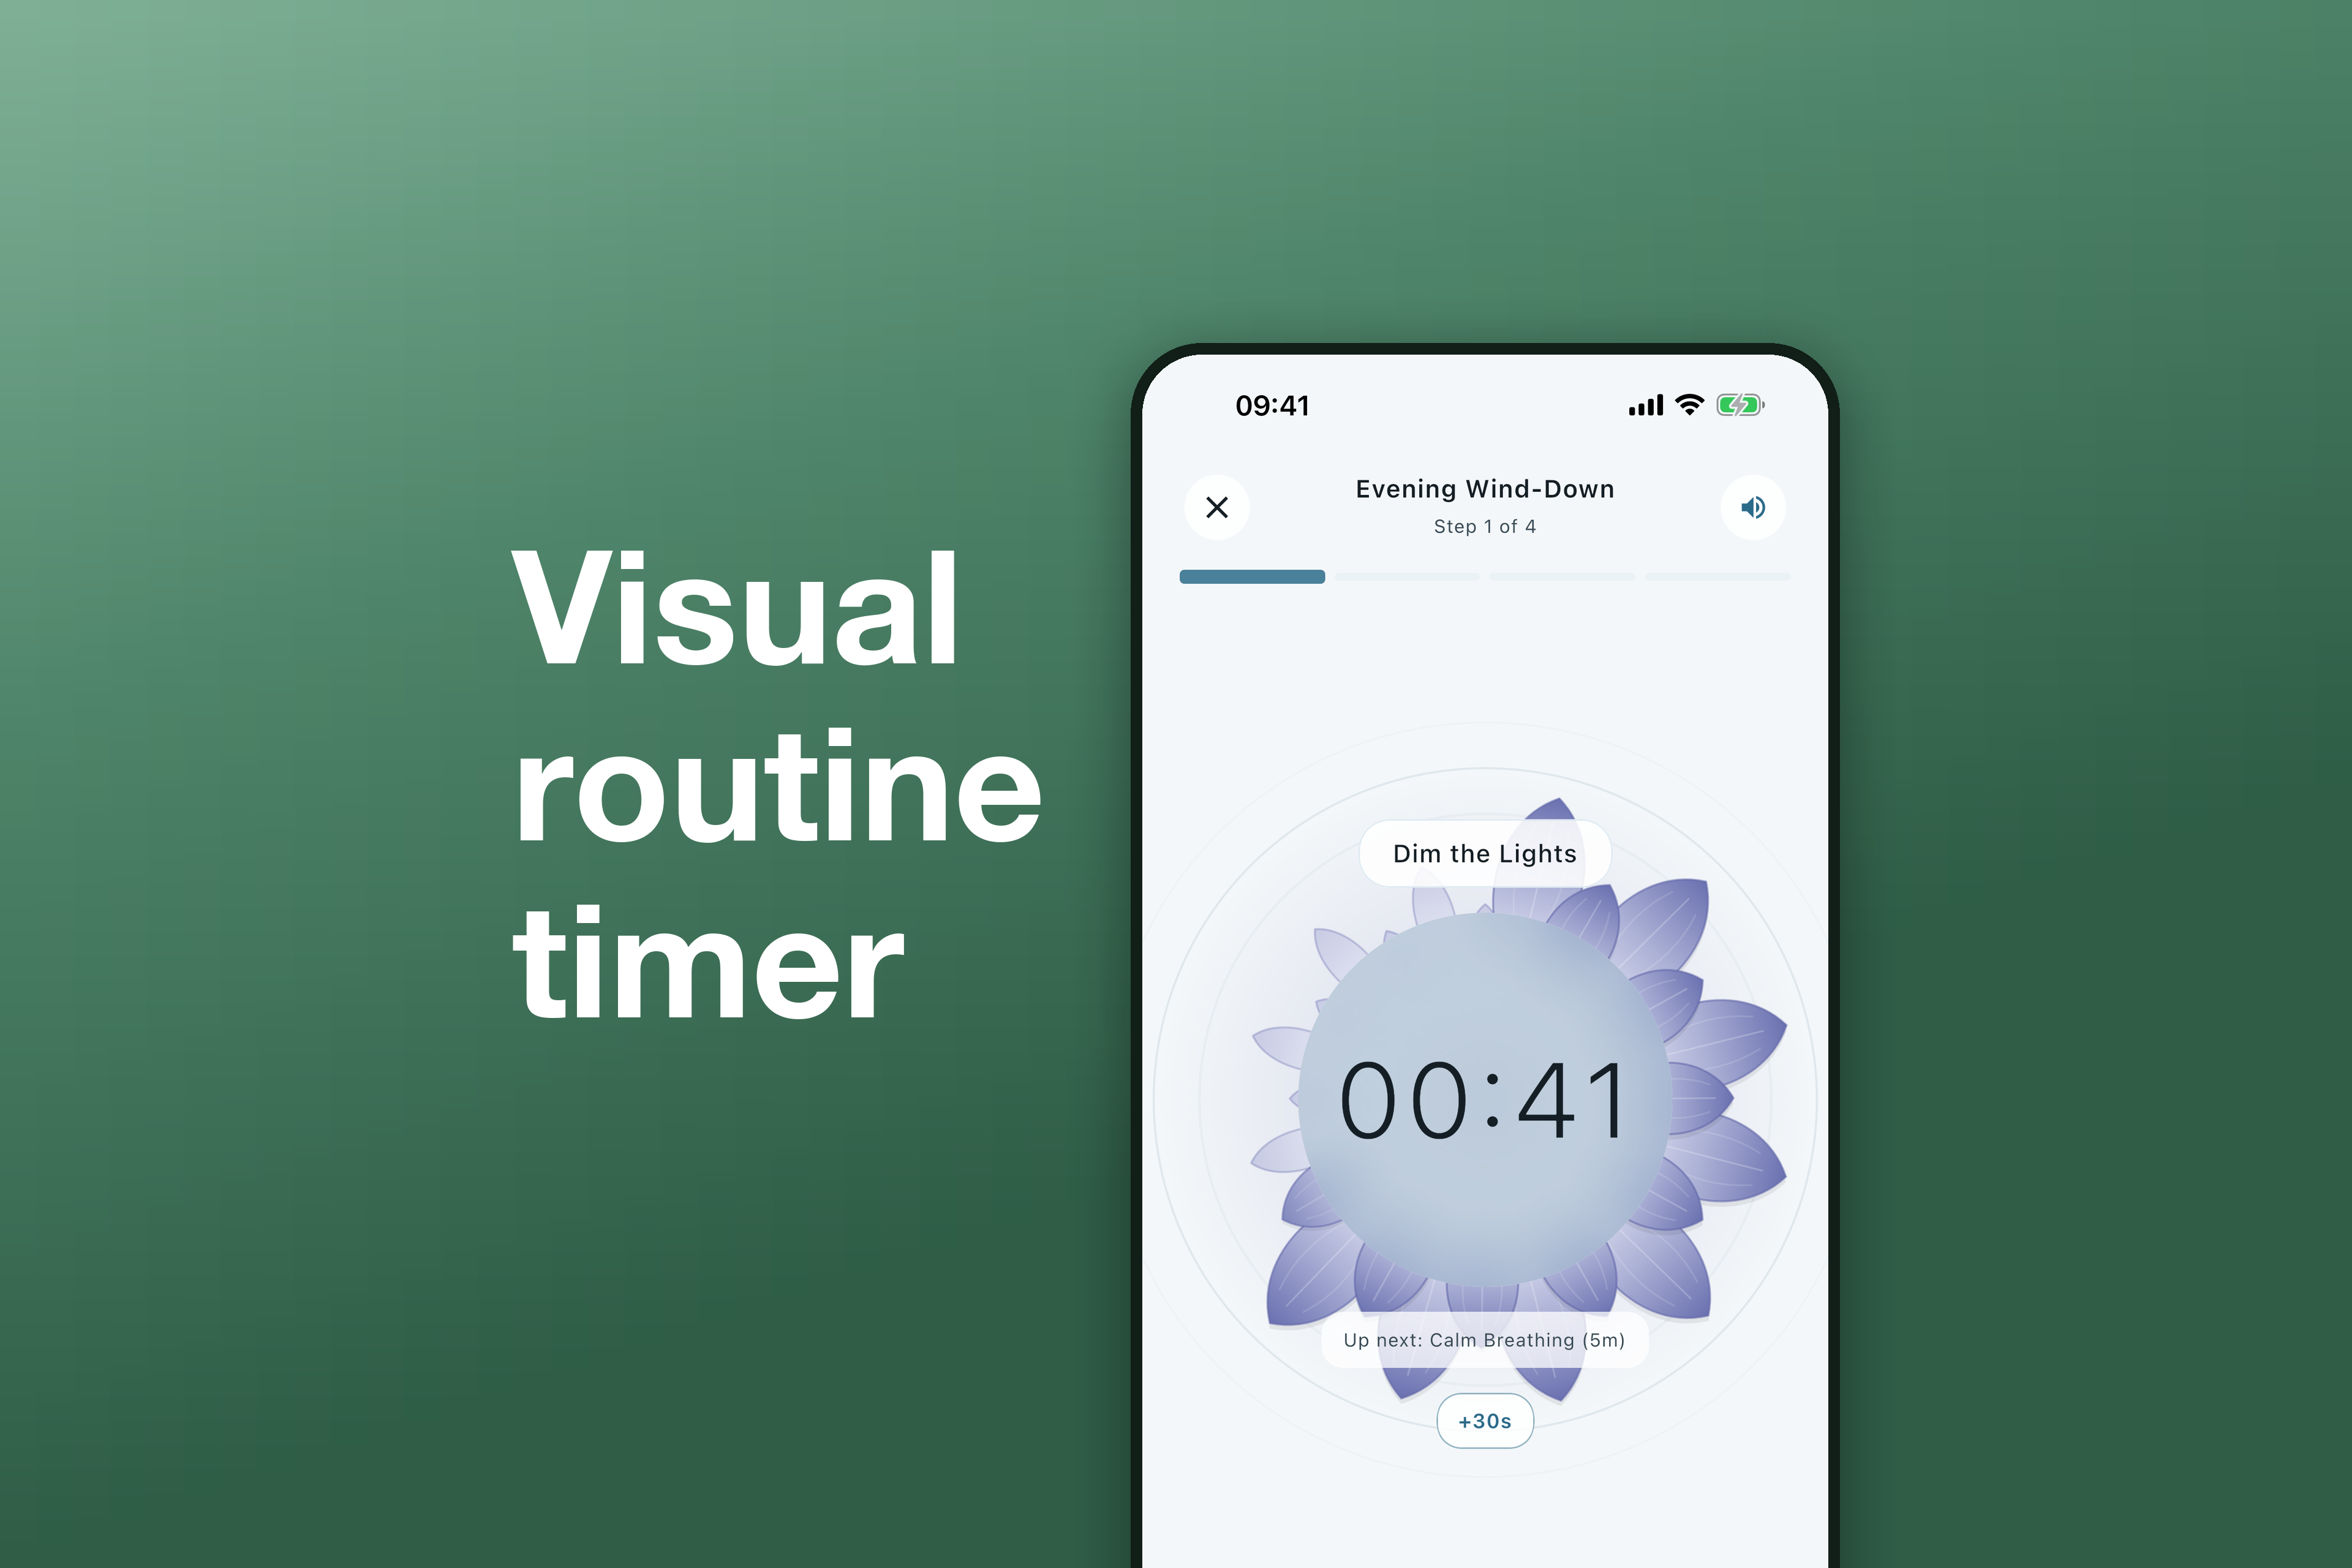 Visual
routine
timer
09:41
Evening Wind-Down
Step 1 of 4
Dim the Lights
00:41
Up next: Calm Breathing (5m)
+30s